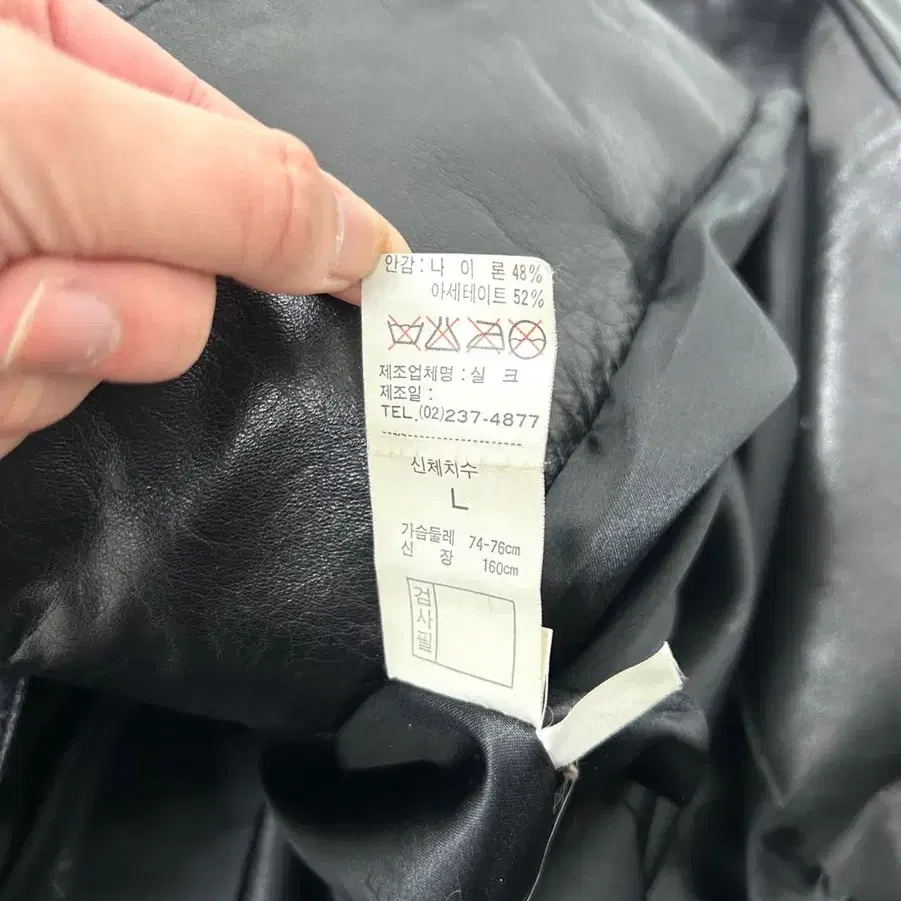 안감 : 나 이 론 48%
아세테이트 52%
제조업체명 : 실 크
제조일 :
TEL.(02)237-4877
신체치수
L
가슴둘레 74-76cm
신 장 160cm
검사필